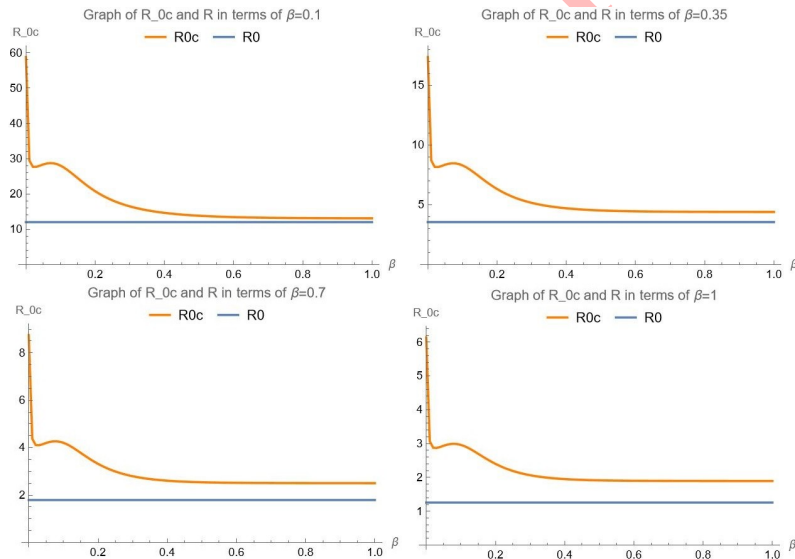 Graph of R_0c and R in terms of β=0.1
R_0c
R0c R0
60
50
40
30
20
10
0.2 0.4 0.6 0.8 1.0 β
Graph of R_0c and R in terms of β=0.35
R_0c
R0c R0
15
10
5
0.2 0.4 0.6 0.8 1.0 β
Graph of R_0c and R in terms of β=0.7
R_0c
R0c R0
8
6
4
2
0.2 0.4 0.6 0.8 1.0 β
Graph of R_0c and R in terms of β=1
R_0c
R0c R0
6
5
4
3
2
1
0.2 0.4 0.6 0.8 1.0 β